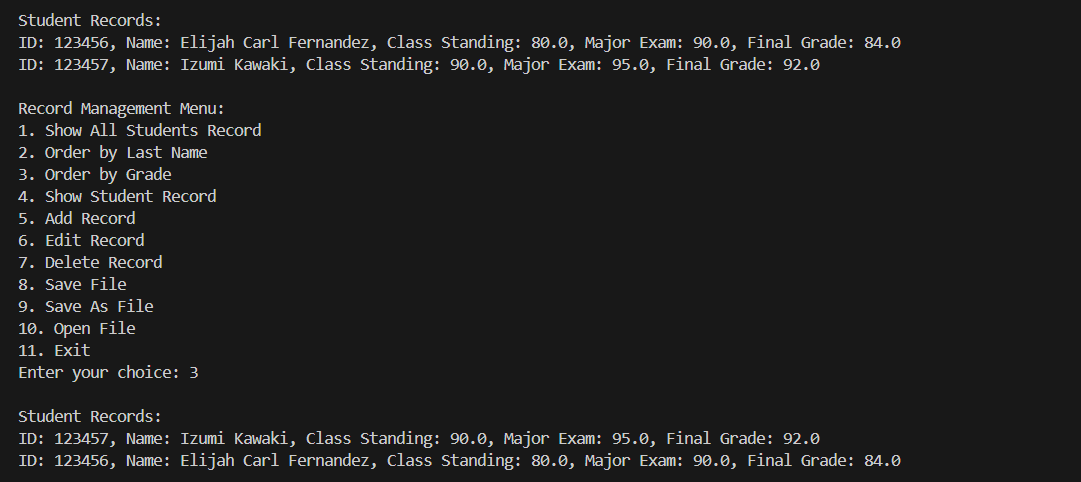 Student Records:
ID: 123456, Name: Elijah Carl Fernandez, Class Standing: 80.0, Major Exam: 90.0, Final Grade: 84.0
ID: 123457, Name: Izumi Kawaki, Class Standing: 90.0, Major Exam: 95.0, Final Grade: 92.0

Record Management Menu:
1. Show All Students Record
2. Order by Last Name
3. Order by Grade
4. Show Student Record
5. Add Record
6. Edit Record
7. Delete Record
8. Save File
9. Save As File
10. Open File
11. Exit
Enter your choice: 3

Student Records:
ID: 123457, Name: Izumi Kawaki, Class Standing: 90.0, Major Exam: 95.0, Final Grade: 92.0
ID: 123456, Name: Elijah Carl Fernandez, Class Standing: 80.0, Major Exam: 90.0, Final Grade: 84.0